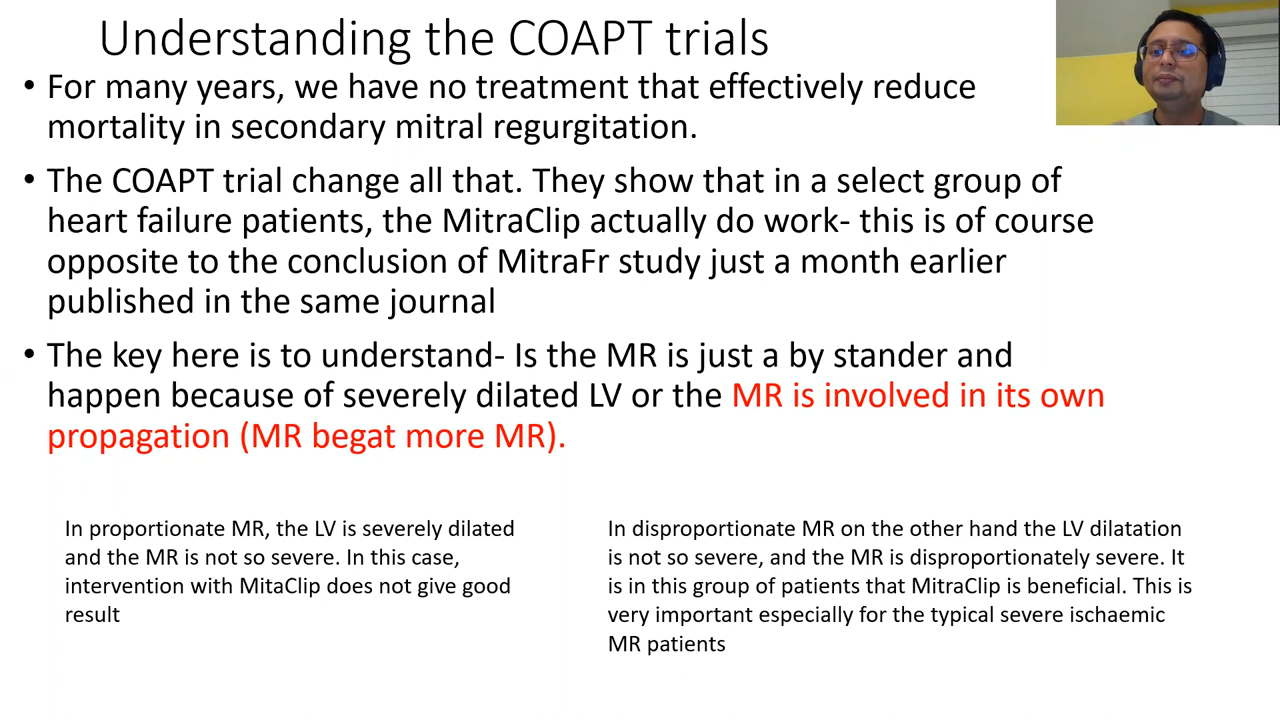 Understanding the COAPT trials
• For many years, we have no treatment that effectively reduce
mortality in secondary mitral regurgitation.
• The COAPT trial change all that. They show that in a select group of
heart failure patients, the MitraClip actually do work- this is of course
opposite to the conclusion of MitraFr study just a month earlier
published in the same journal
• The key here is to understand- Is the MR is just a by stander and
happen because of severely dilated LV or the MR is involved in its own
propagation (MR begat more MR).
In proportionate MR, the LV is severely dilated
and the MR is not so severe. In this case,
intervention with MitaClip does not give good
result
In disproportionate MR on the other hand the LV dilatation
is not so severe, and the MR is disproportionately severe. It
is in this group of patients that MitraClip is beneficial. This is
very important especially for the typical severe ischaemic
MR patients